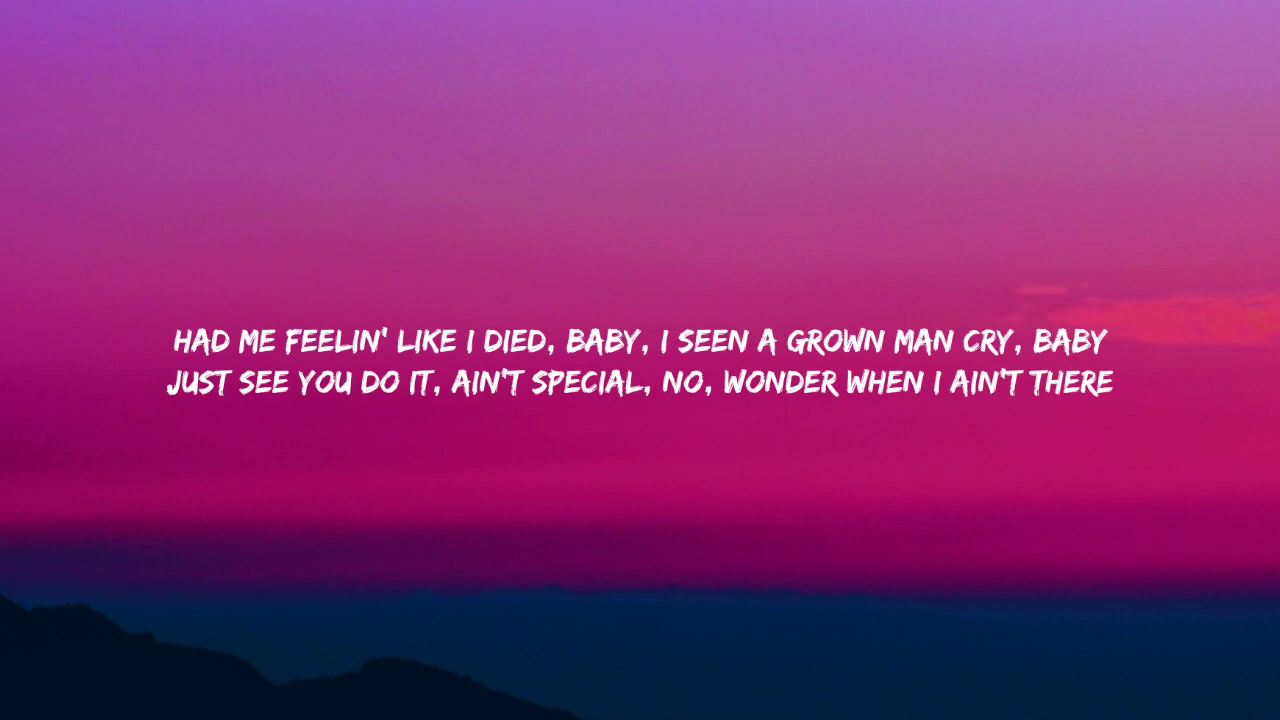 HAD ME FEELIN' LIKE I DIED, BABY, I SEEN A GROWN MAN CRY, BABY
JUST SEE YOU DO IT, AIN'T SPECIAL, NO, WONDER WHEN I AIN'T THERE